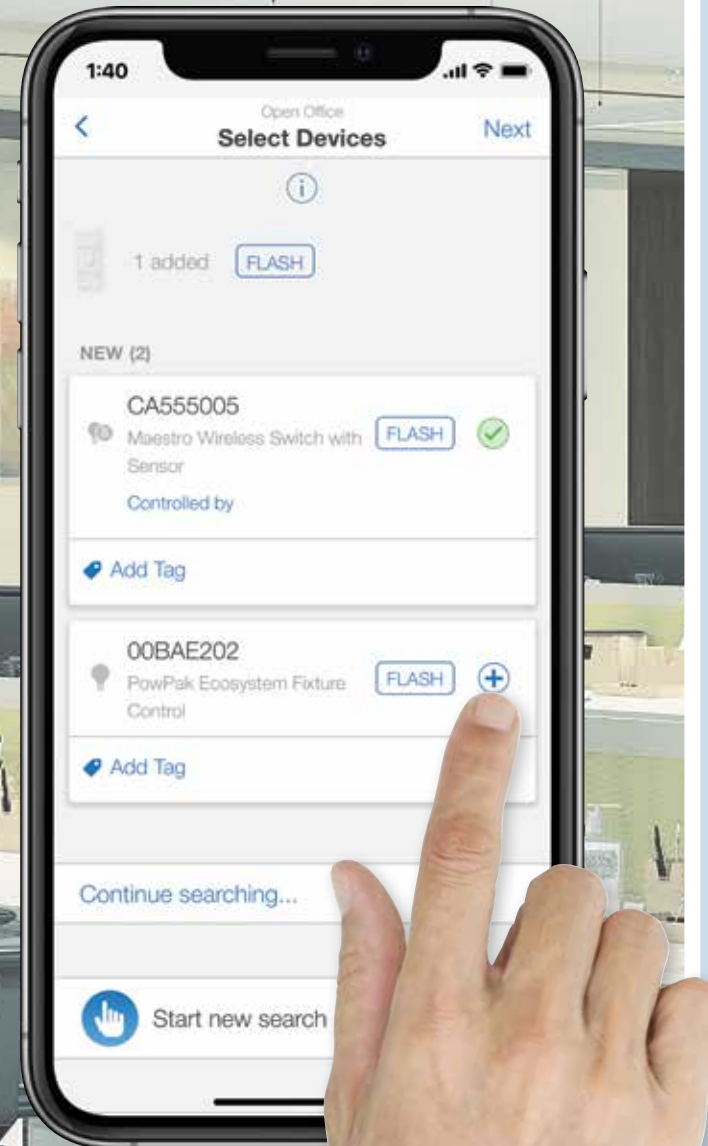 1:40
Open Office
Select Devices
Next
1 added FLASH
NEW (2)
CA555005
Maestro Wireless Switch with
Sensor
FLASH
Controlled by
Add Tag
00BAE202
PowPak Ecosystem Fixture
Control
FLASH
Add Tag
Continue searching...
Start new search